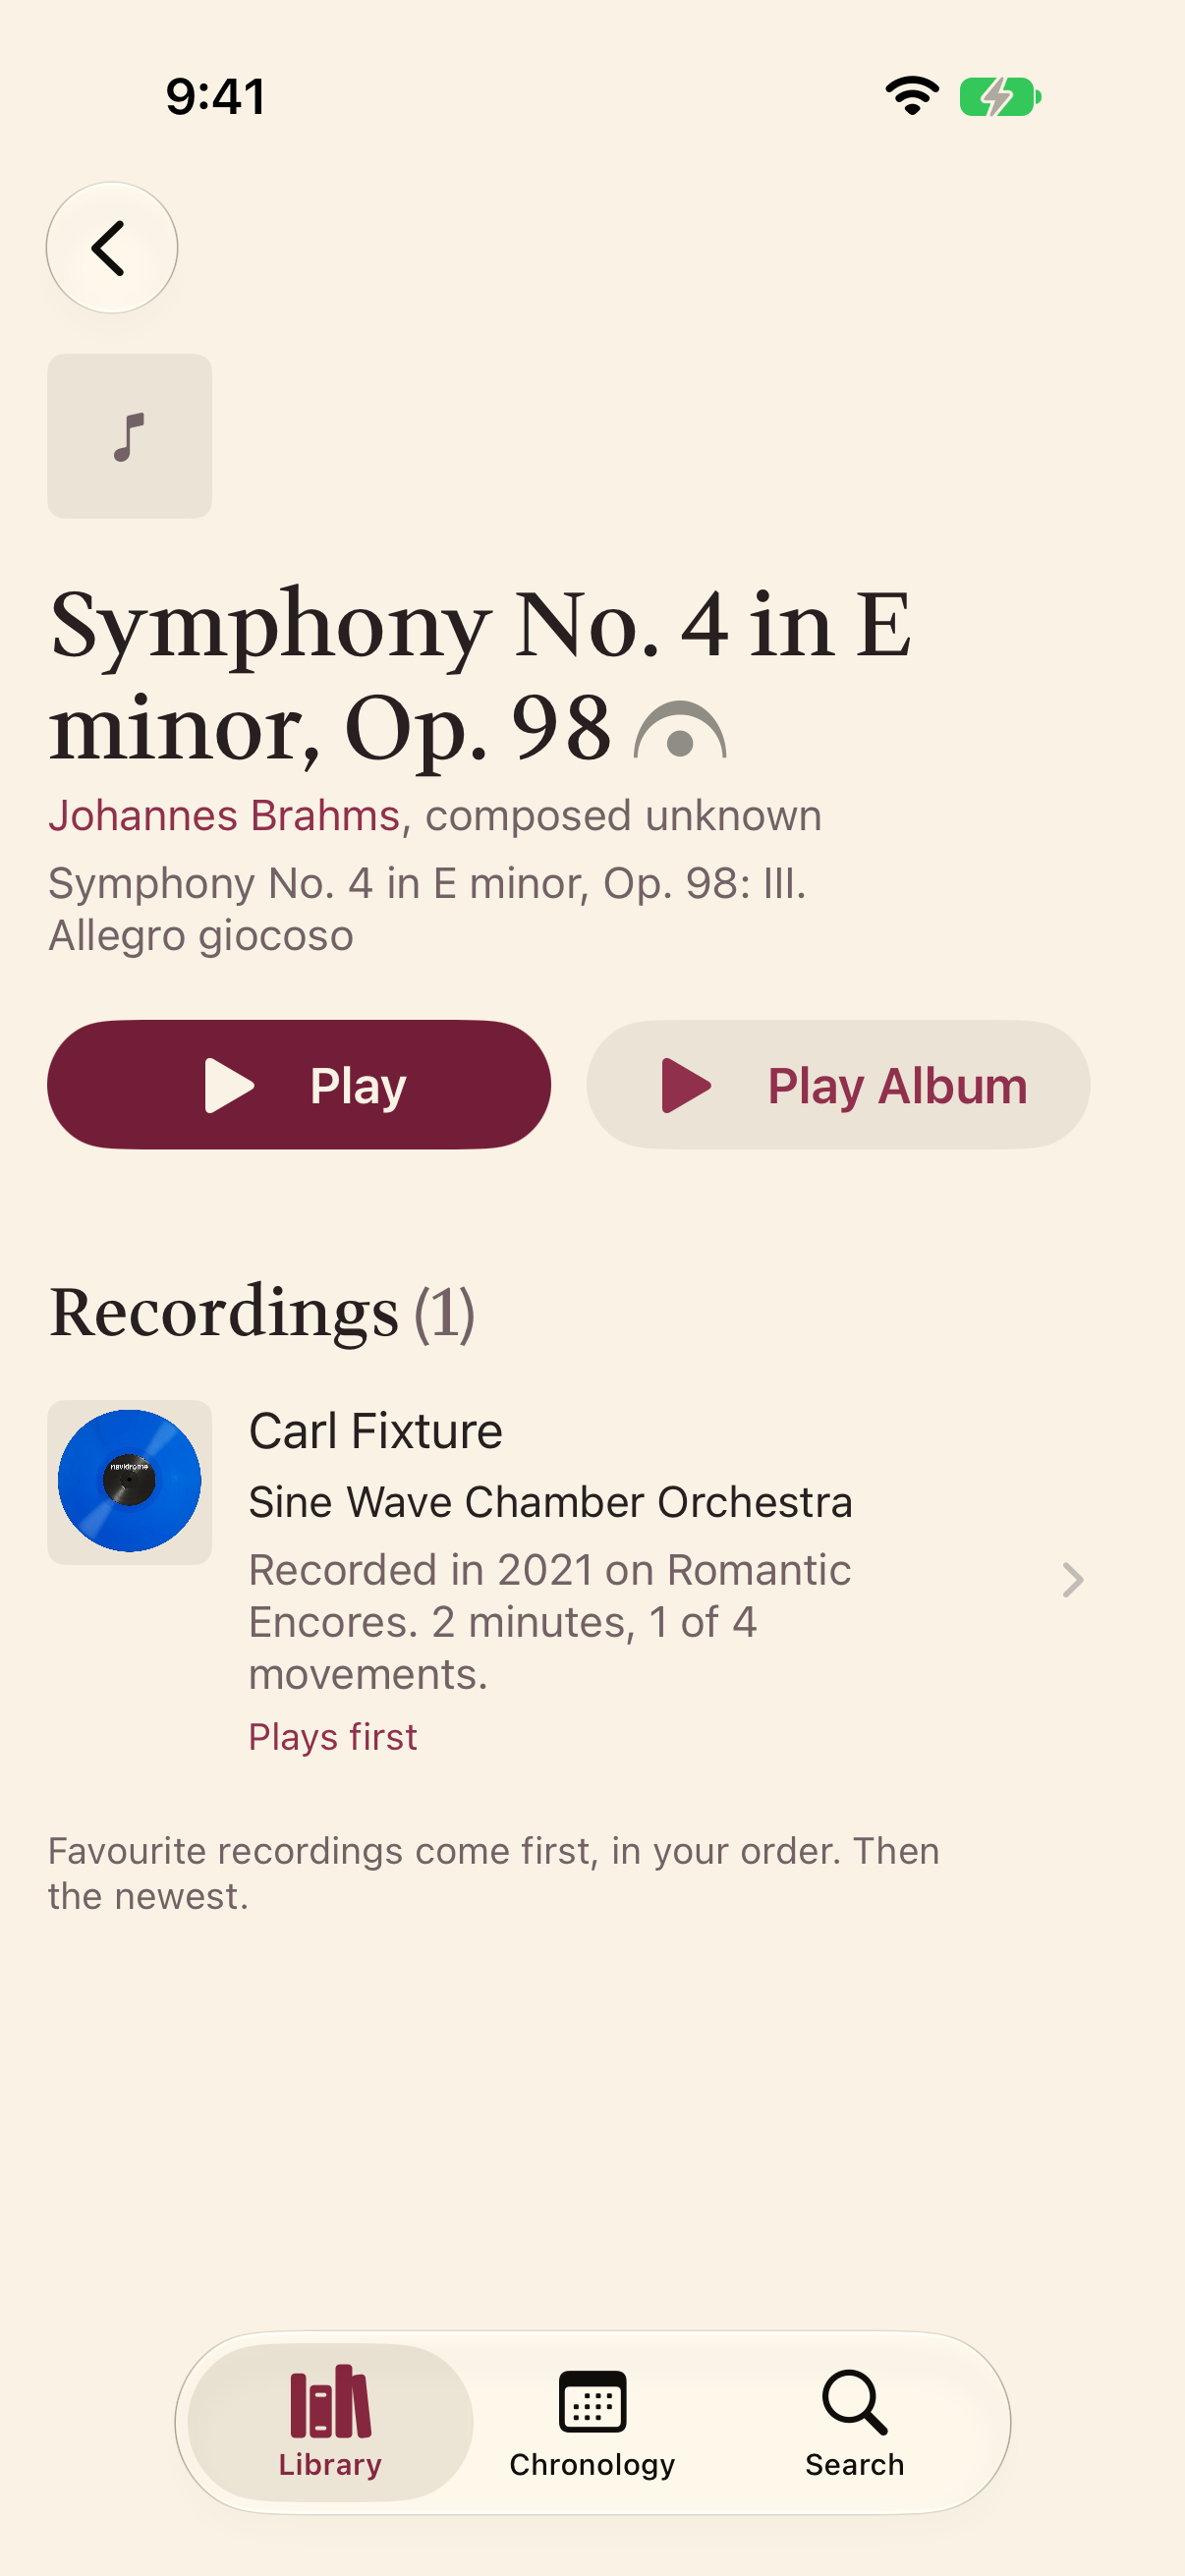 9:41
Symphony No. 4 in E
minor, Op. 98
Johannes Brahms, composed unknown
Symphony No. 4 in E minor, Op. 98: III.
Allegro giocoso
Play
Play Album
Recordings (1)
navidrome
Carl Fixture
Sine Wave Chamber Orchestra
Recorded in 2021 on Romantic
Encores. 2 minutes, 1 of 4
movements.
Plays first
Favourite recordings come first, in your order. Then
the newest.
Library
Chronology
Search